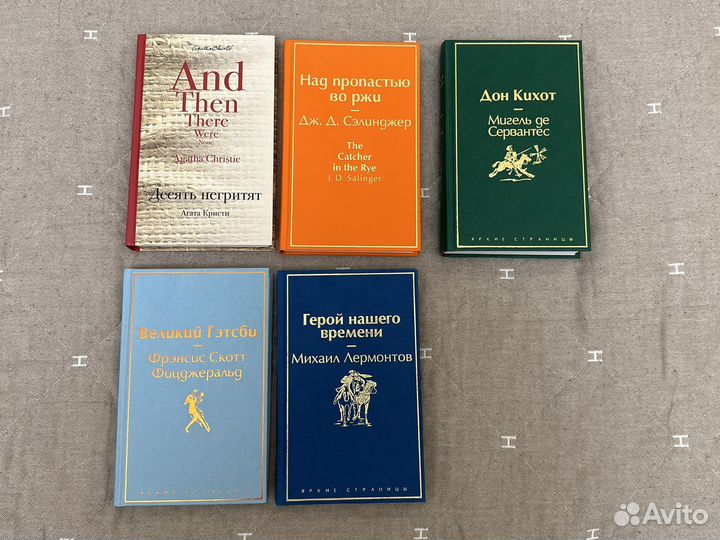 Agatha Christie
And
Then
There
Were
None
Agatha Christie
Десять негритят
Агата Кристи
Над пропастью
во ржи
Дж. Д. Сэлинджер
The
Catcher
in the Rye
J. D. Salinger
Дон Кихот
Мигель де
Сервантес
ЯРКИЕ СТРАНИЦЫ
Великий Гэтсби
Фрэнсис Скотт
Фицджеральд
ЯРКИЕ СТРАНИЦЫ
Герой нашего
времени
Михаил Лермонтов
ЯРКИЕ СТРАНИЦЫ
Avito